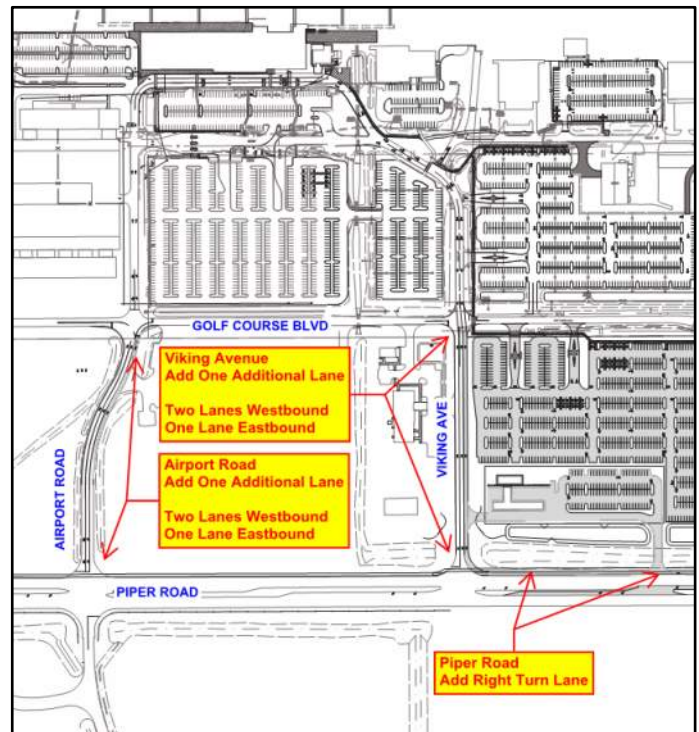 GOLF COURSE BLVD
Viking Avenue
Add One Additional Lane
Two Lanes Westbound
One Lane Eastbound
VIKING AVE
AIRPORT ROAD
Airport Road
Add One Additional Lane
Two Lanes Westbound
One Lane Eastbound
PIPER ROAD
Piper Road
Add Right Turn Lane